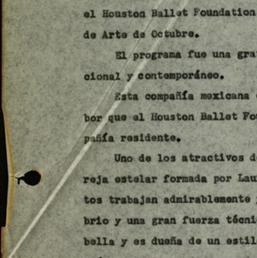 el Houston Ballet Foundation
de Arte de Octubre.
El programa fue una gra
cional y contemporáneo.
Esta compañía mexicana
bor que el Houston Ballet Fou
pañía residente.
Uno de los atractivos d
reja estelar formada por Lau
tos trabajan admirablemente
brio y una gran fuerza técni
bella y es dueña de un estil